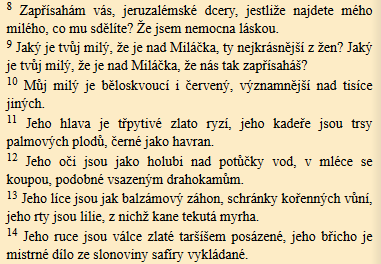 8 Zapřísahám vás, jeruzalémské dcery, jestliže najdete mého
milého, co mu sdělíte? Že jsem nemocna láskou.
9 Jaký je tvůj milý, že je nad Miláčka, ty nejkrásnější z žen? Jaký
je tvůj milý, že je nad Miláčka, že nás tak zapřísaháš?
10 Můj milý je běloskvoucí i červený, významnější nad tisíce
jiných.
11 Jeho hlava je třpytivé zlato ryzí, jeho kadeře jsou trsy
palmových plodů, černé jako havran.
12 Jeho oči jsou jako holubi nad potůčky vod, v mléce se
koupou, podobné vsazeným drahokamům.
13 Jeho líce jsou jak balzámový záhon, schránky kořenných vůní,
jeho rty jsou lilie, z nichž kane tekutá myrha.
14 Jeho ruce jsou válce zlaté taršíšem posázené, jeho břicho je
mistrné dílo ze slonoviny safíry vykládané.